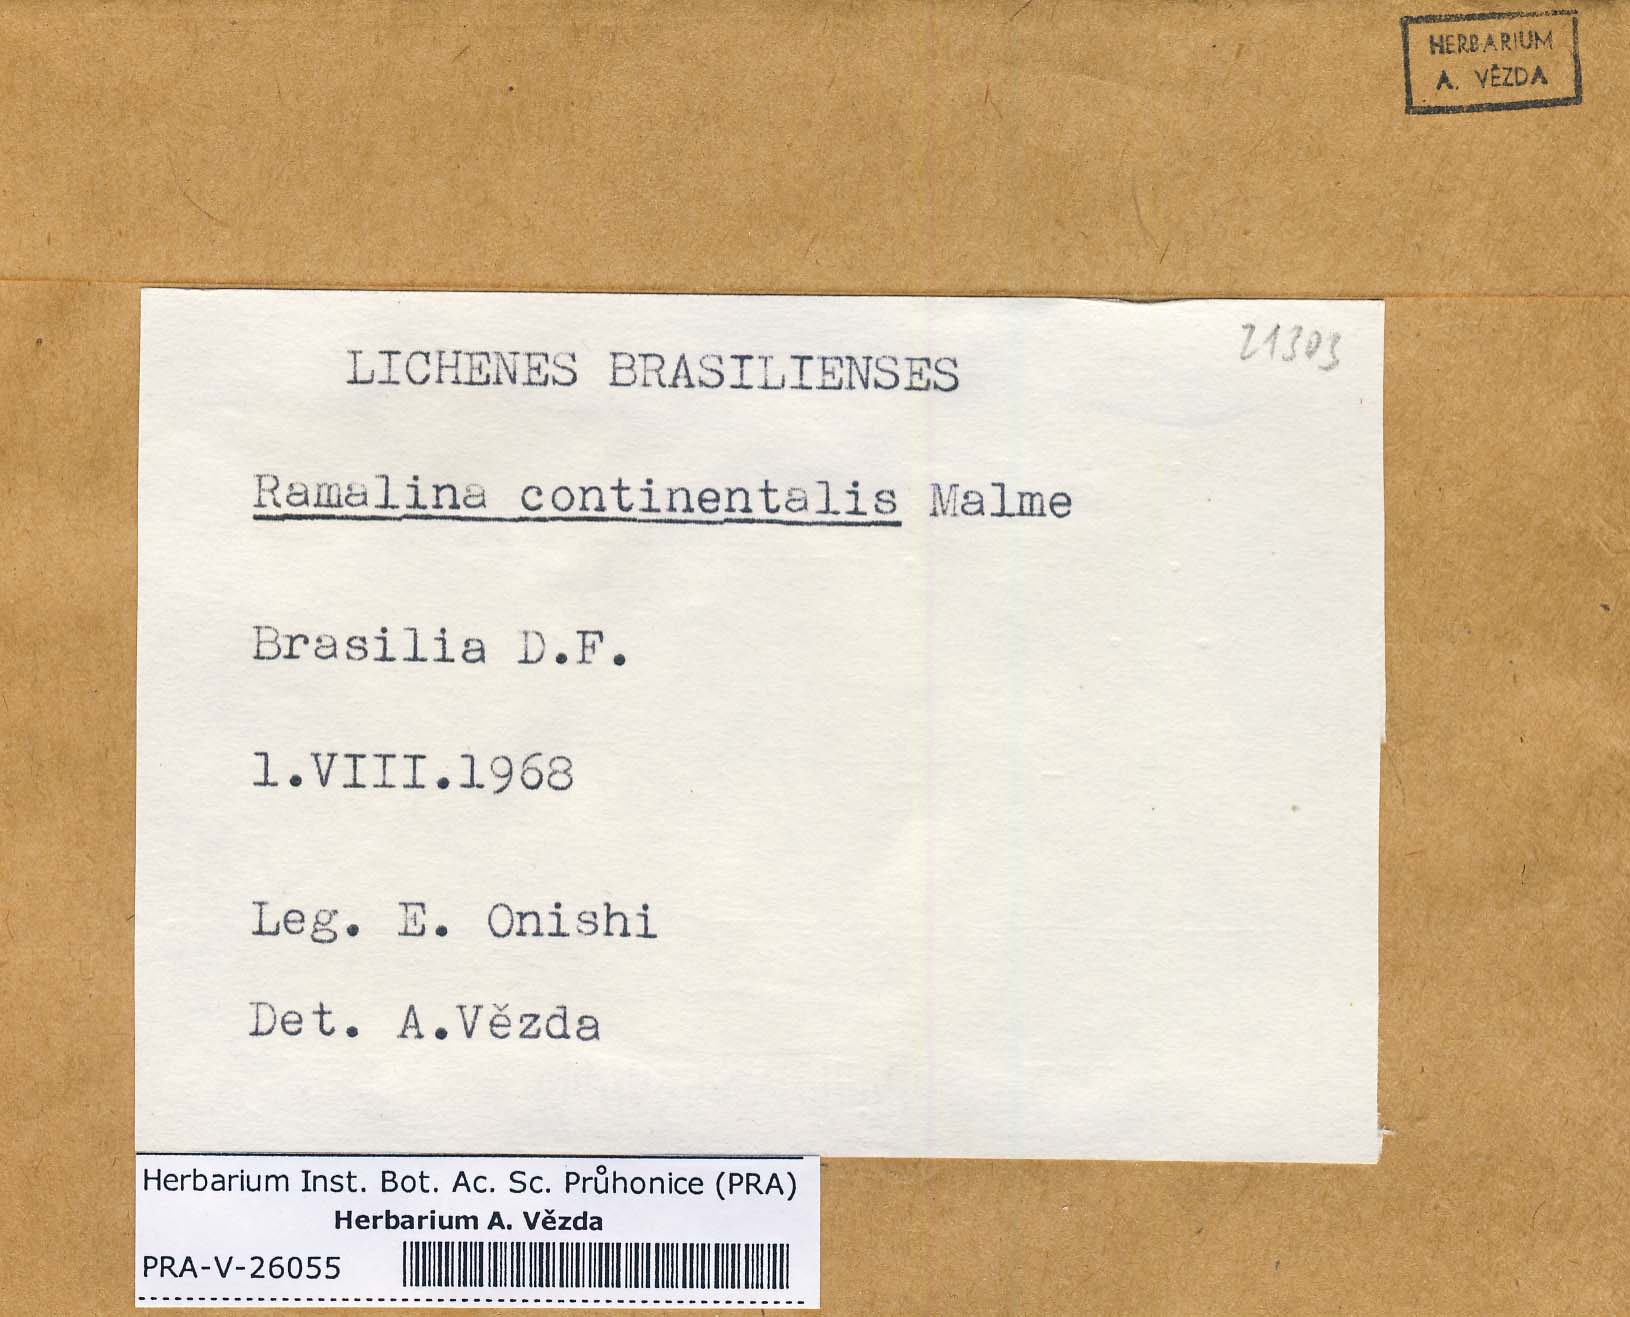 HERBARIUM
A. VĚZDA
21303
LICHENES BRASILIENSES
Ramalina continentalis Malme
Brasilia D.F.
1.VIII.1968
Leg. E. Onishi
Det. A.Vězda
Herbarium Inst. Bot. Ac. Sc. Průhonice (PRA)
Herbarium A. Vězda
PRA-V-26055